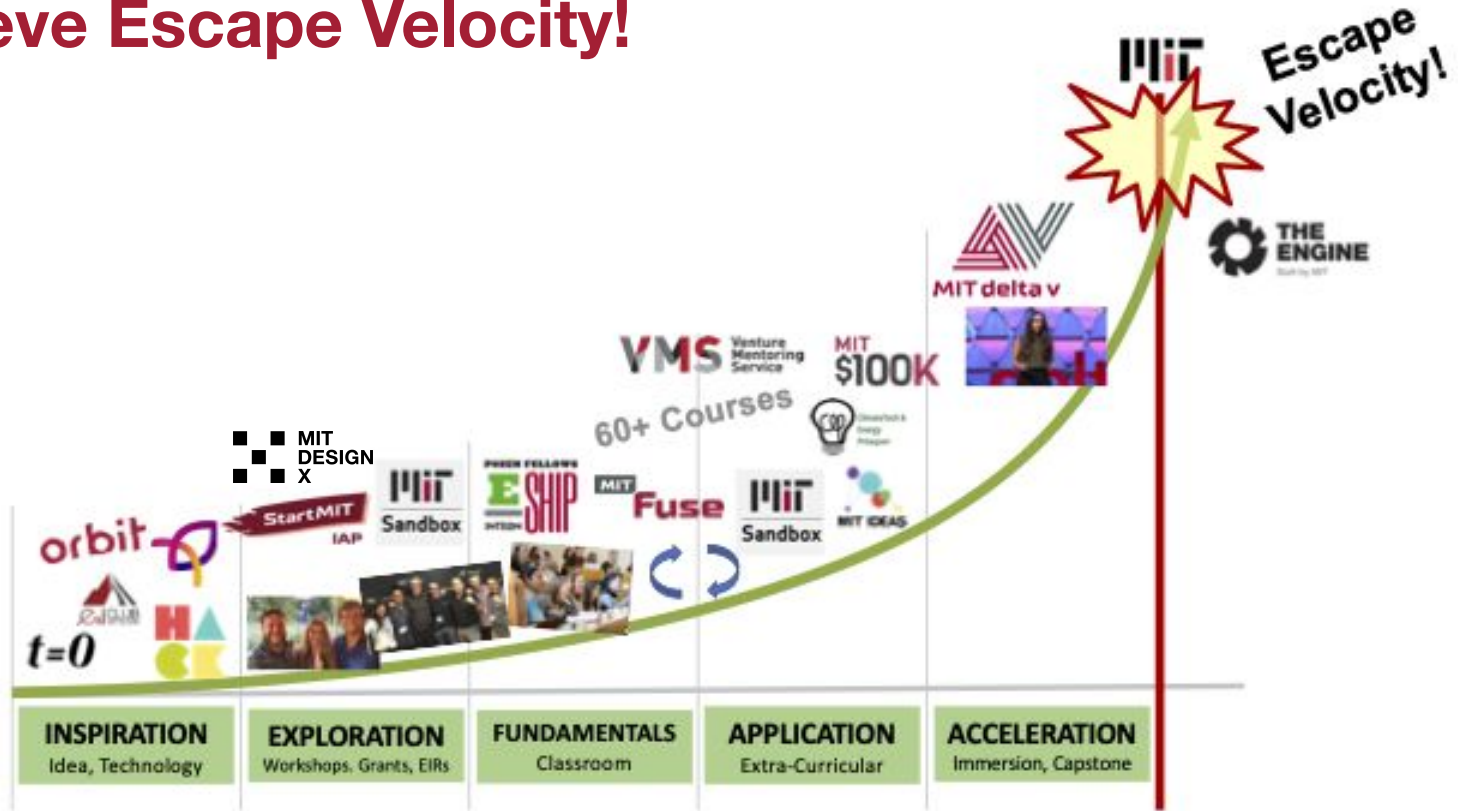 eve Escape Velocity!
MIT
Escape
Velocity!
THE
ENGINE
MIT delta v
VMS Venture
Mentoring
Service
MIT
$100K
60+ Courses
MIT
DESIGN
X
StartMIT
IAP
MIT
Sandbox
E SHIP
MIT
Fuse
MIT
Sandbox
MIT IDEAS
orbit
t=0
HACK
INSPIRATION
Idea, Technology
EXPLORATION
Workshops. Grants, EIRs
FUNDAMENTALS
Classroom
APPLICATION
Extra-Curricular
ACCELERATION
Immersion, Capstone